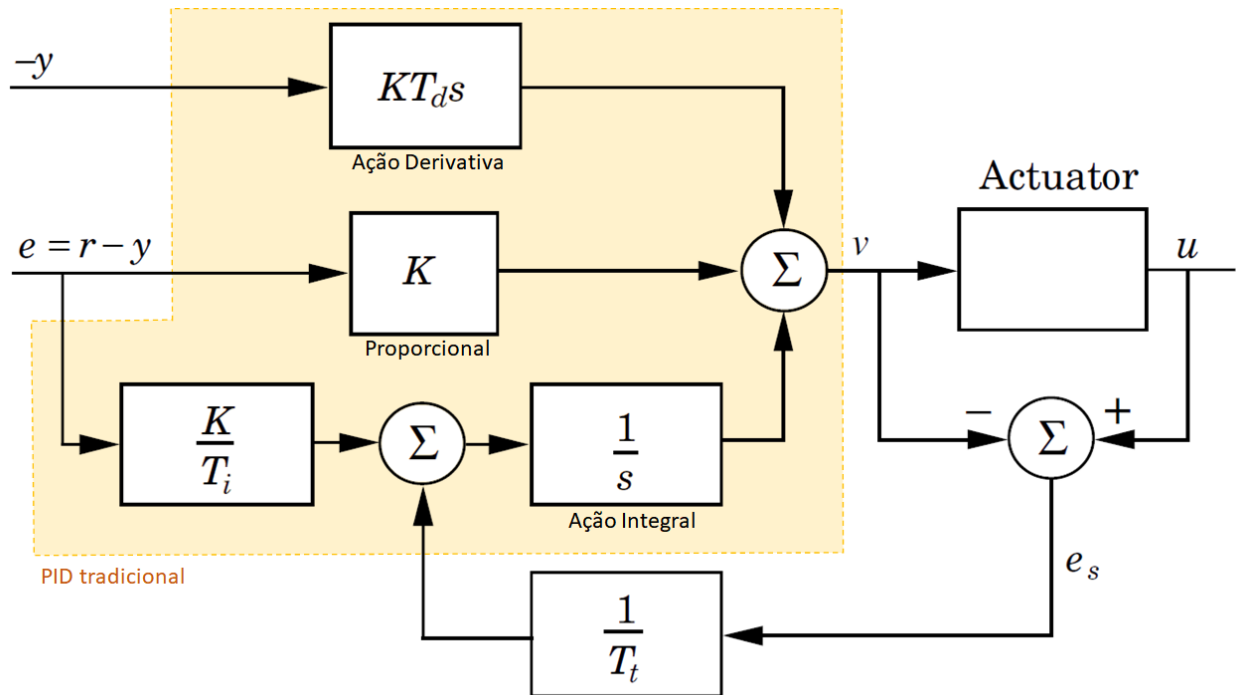 −y
KT_d s
Ação Derivativa
Actuator
e = r − y
K
Σ
v
u
Proporcional
K
T_i
Σ
1
s
− Σ +
Ação Integral
PID tradicional
e_s
1
T_t